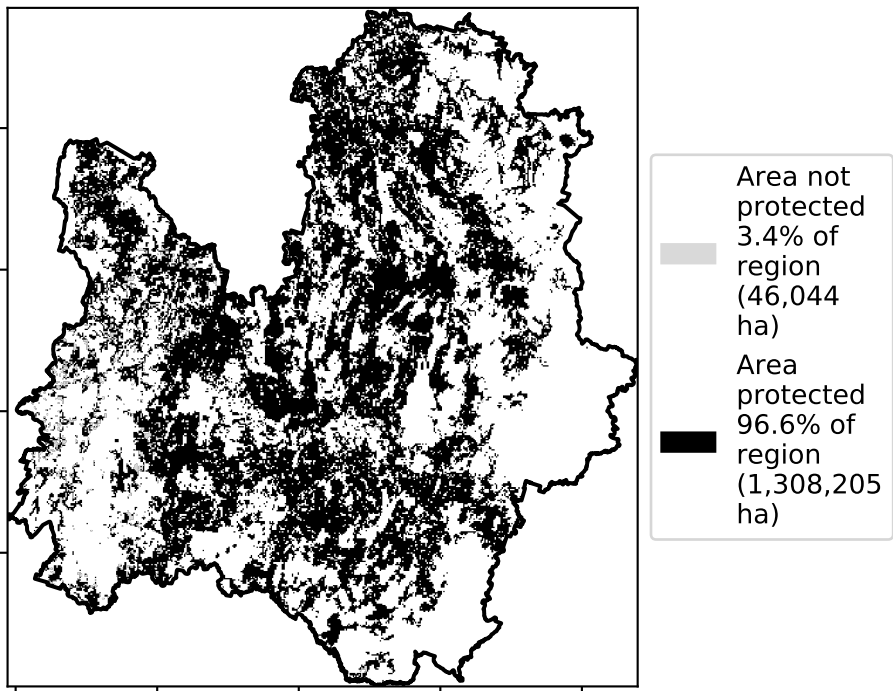 Area not
protected
3.4% of
region
(46,044
ha)
Area
protected
96.6% of
region
(1,308,205
ha)